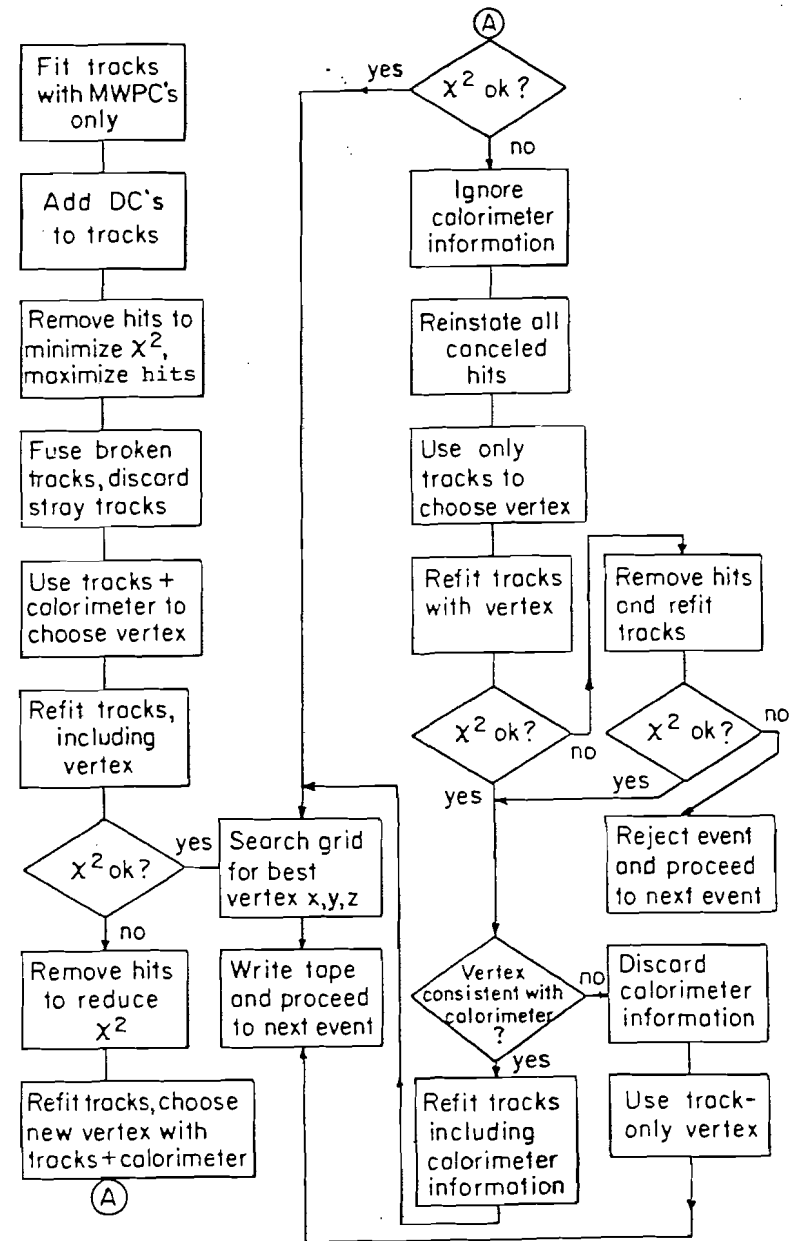 Fit tracks
with MWPC's
only
Add DC's
to tracks
Remove hits to
minimize χ²,
maximize hits
Fuse broken
tracks, discard
stray tracks
Use tracks +
calorimeter to
choose vertex
Refit tracks,
including
vertex
χ² ok?
yes
no
Search grid
for best
vertex x,y,z
Write tape
and proceed
to next event
Remove hits
to reduce
χ²
Refit tracks, choose
new vertex with
tracks+calorimeter
A
A
χ² ok?
yes
no
Ignore
calorimeter
information
Reinstate all
canceled
hits
Use only
tracks to
choose vertex
Refit tracks
with vertex
χ² ok?
no
yes
Remove hits
and refit
tracks
χ² ok?
no
yes
Reject event
and proceed
to next event
Vertex
consistent with
calorimeter
?
no
yes
Discard
calorimeter
information
Use track-
only vertex
Refit tracks
including
calorimeter
information